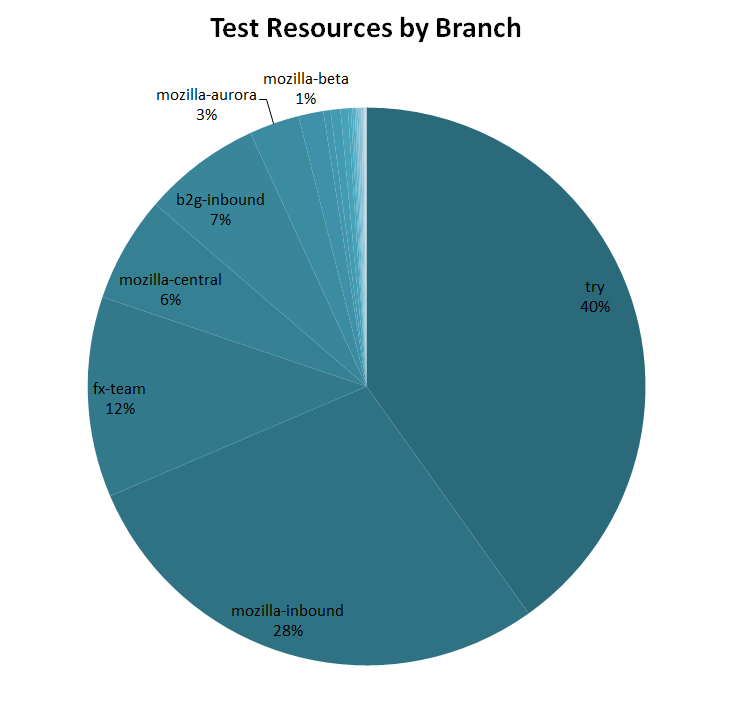 Test Resources by Branch
mozilla-beta
1%
mozilla-aurora
3%
b2g-inbound
7%
mozilla-central
6%
try
40%
fx-team
12%
mozilla-inbound
28%